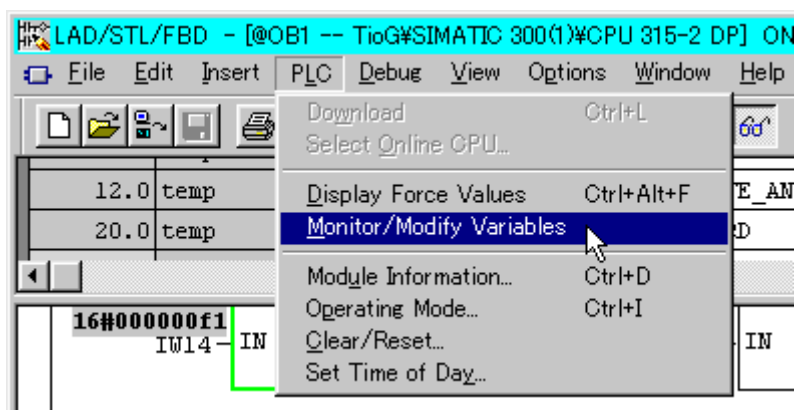 LAD/STL/FBD - [@OB1 -- TioG¥SIMATIC 300(1)¥CPU 315-2 DP] ON
File Edit Insert PLC Debug View Options Window Help
Download Ctrl+L
Select Online CPU...
12.0 temp
Display Force Values Ctrl+Alt+F
TE_AN
20.0 temp
Monitor/Modify Variables
RD
Module Information... Ctrl+D
Operating Mode... Ctrl+I
Clear/Reset...
Set Time of Day...
16#000000f1
IW14 IN
IN